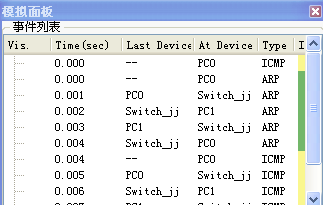 模拟面板
事件列表
Vis. Time(sec) Last Device At Device Type I
0.000 -- PC0 ICMP
0.000 -- PC0 ARP
0.001 PC0 Switch_jj ARP
0.002 Switch_jj PC1 ARP
0.003 PC1 Switch_jj ARP
0.004 Switch_jj PC0 ARP
0.004 -- PC0 ICMP
0.005 PC0 Switch_jj ICMP
0.006 Switch_jj PC1 ICMP